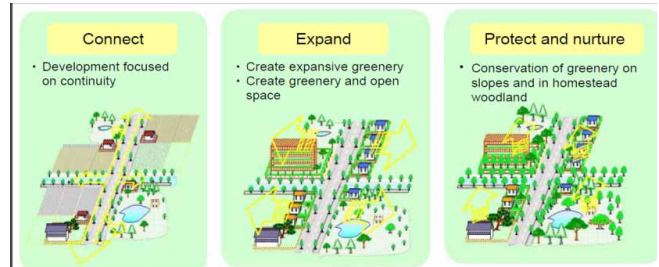 Connect
・ Development focused
on continuity
Expand
・ Create expansive greenery
・ Create greenery and open
space
Protect and nurture
・ Conservation of greenery on
slopes and in homestead
woodland